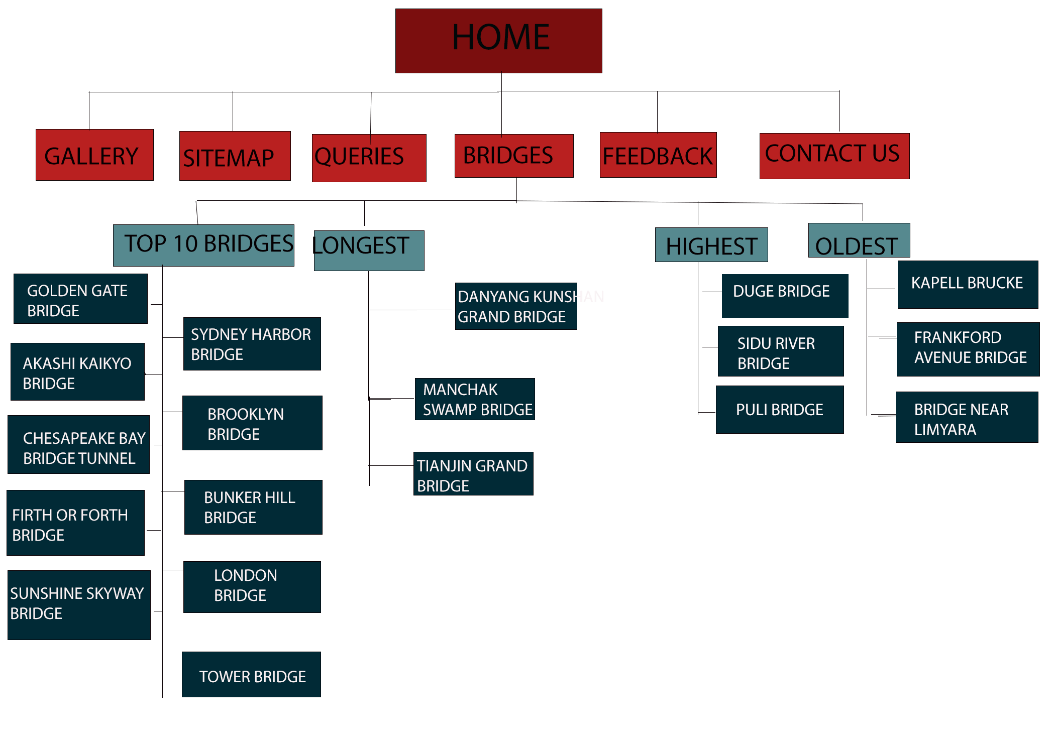 HOME
GALLERY
SITEMAP
QUERIES
BRIDGES
FEEDBACK
CONTACT US
TOP 10 BRIDGES
LONGEST
HIGHEST
OLDEST
GOLDEN GATE
BRIDGE
AKASHI KAIKYO
BRIDGE
CHESAPEAKE BAY
BRIDGE TUNNEL
FIRTH OR FORTH
BRIDGE
SUNSHINE SKYWAY
BRIDGE
SYDNEY HARBOR
BRIDGE
BROOKLYN
BRIDGE
BUNKER HILL
BRIDGE
LONDON
BRIDGE
TOWER BRIDGE
DANYANG KUNSHAN
GRAND BRIDGE
MANCHAK
SWAMP BRIDGE
TIANJIN GRAND
BRIDGE
DUGE BRIDGE
SIDU RIVER
BRIDGE
PULI BRIDGE
KAPELL BRUCKE
FRANKFORD
AVENUE BRIDGE
BRIDGE NEAR
LIMYARA